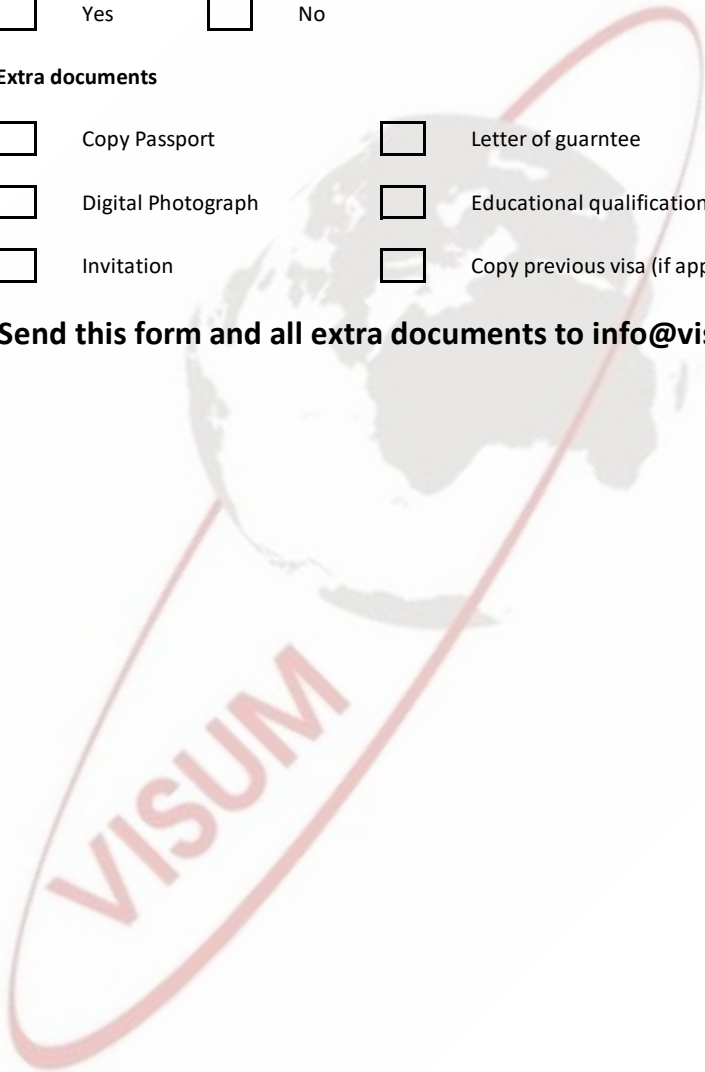 Yes No
Extra documents
Copy Passport Letter of guarntee
Digital Photograph Educational qualification
Invitation Copy previous visa (if app
Send this form and all extra documents to info@vis
VISUM